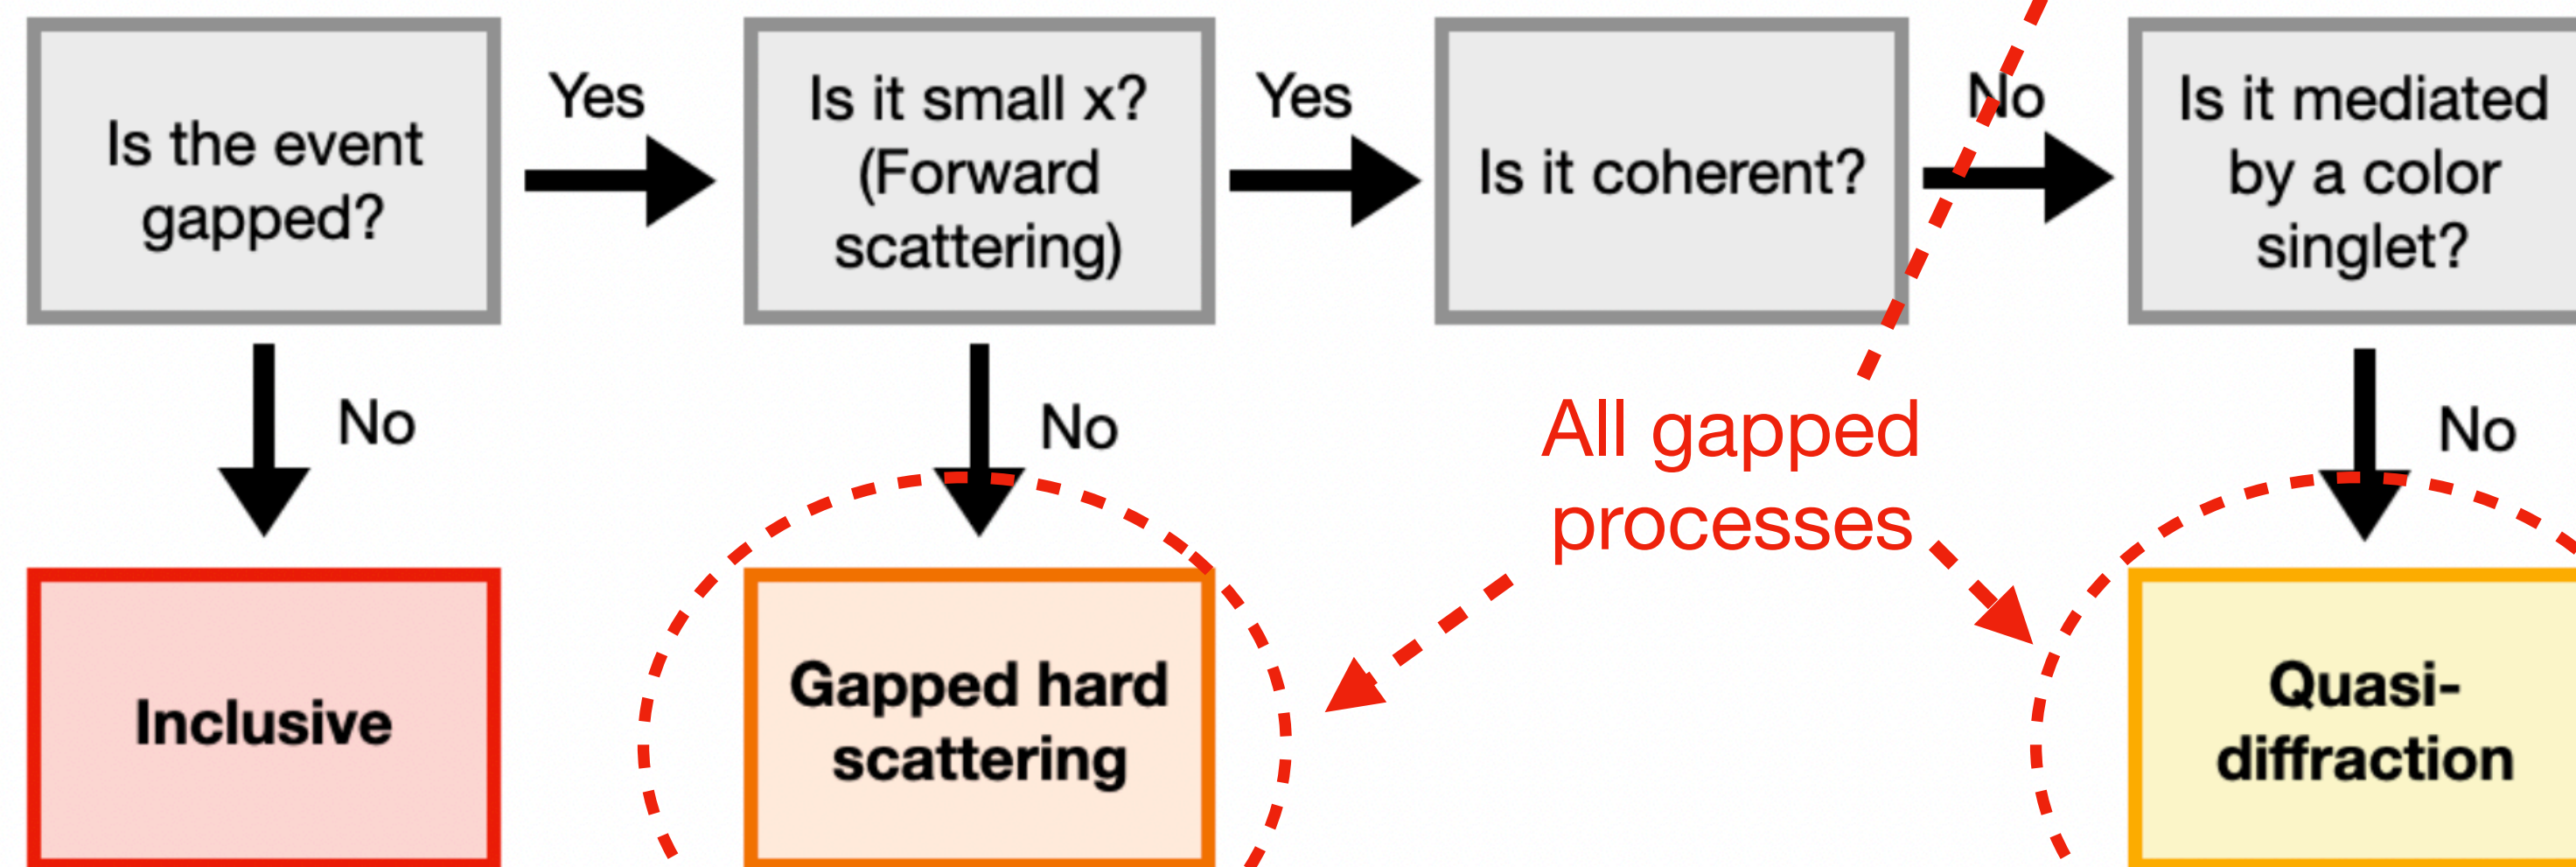 Is the event
gapped?
Yes
Is it small x?
(Forward
scattering)
Yes
Is it coherent?
No
Is it mediated
by a color
singlet?
No
No
No
All gapped
processes
Inclusive
Gapped hard
scattering
Quasi-
diffraction